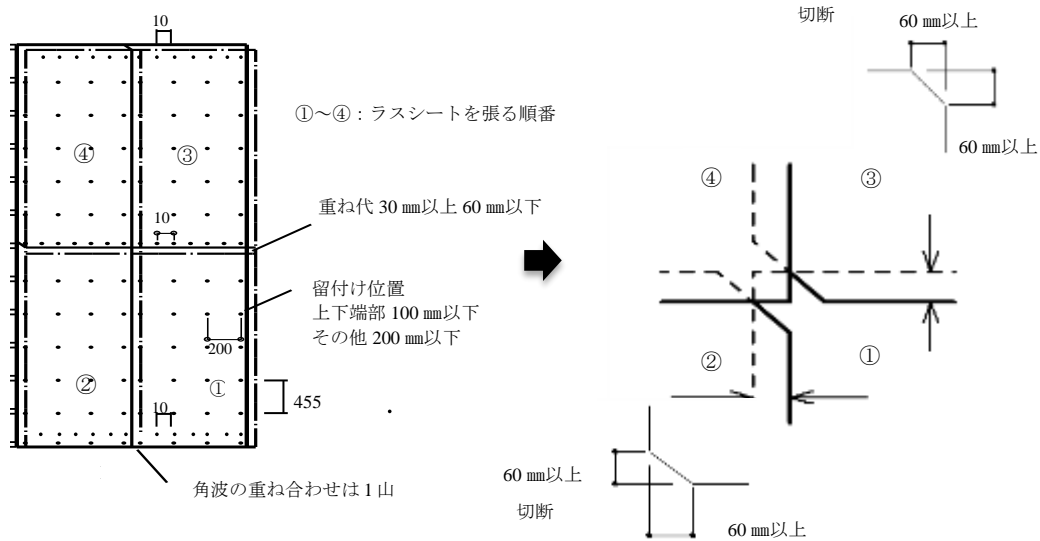 10
①～④：ラスシートを張る順番
④
③
重ね代 30 ㎜以上 60 ㎜以下
10
留付け位置
上下端部 100 ㎜以下
その他 200 ㎜以下
200
②
①
10
455
角波の重ね合わせは 1 山
切断
60 ㎜以上
60 ㎜以上
④
③
②
①
60 ㎜以上
切断
60 ㎜以上